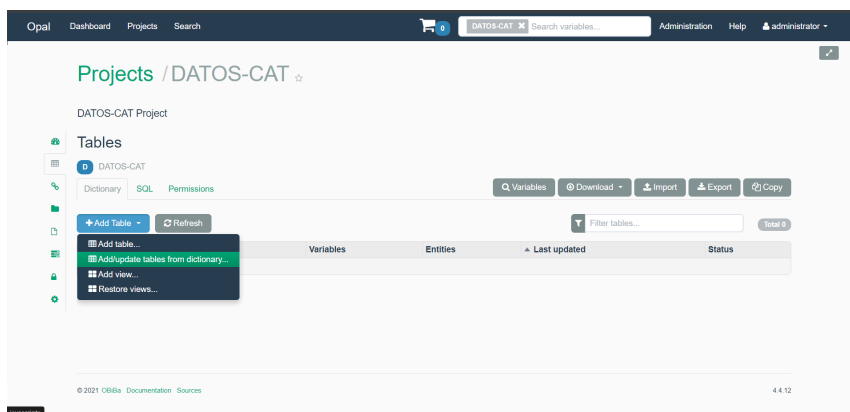 Opal Dashboard Projects Search 0 DATOS-CAT ✖ Search variables... Administration Help administrator
Projects / DATOS-CAT
DATOS-CAT Project
Tables
D DATOS-CAT
Dictionary SQL Permissions Variables Download Import Export Copy
+Add Table Refresh Filter tables... Total 0
Add table...
Variables Entities Last updated Status
Add/update tables from dictionary...
Add view...
Restore views...
© 2021 OBiBa Documentation Sources 4.4.12